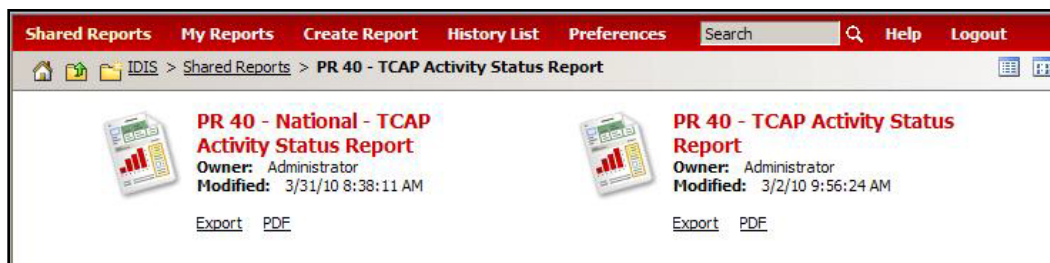 Shared Reports My Reports Create Report History List Preferences Search Help Logout
IDIS > Shared Reports > PR 40 - TCAP Activity Status Report
PR 40 - National - TCAP
Activity Status Report
Owner: Administrator
Modified: 3/31/10 8:38:11 AM
Export PDF
PR 40 - TCAP Activity Status
Report
Owner: Administrator
Modified: 3/2/10 9:56:24 AM
Export PDF